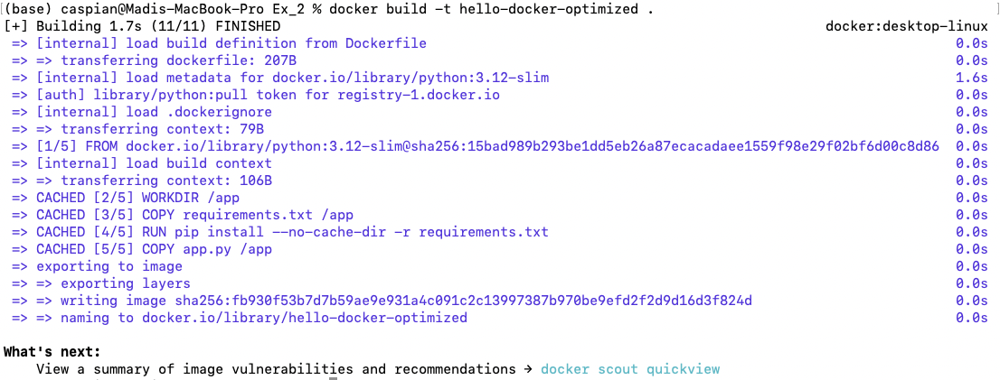 (base) caspian@Madis-MacBook-Pro Ex_2 % docker build -t hello-docker-optimized .
[+] Building 1.7s (11/11) FINISHED docker:desktop-linux
=> [internal] load build definition from Dockerfile 0.0s
=> => transferring dockerfile: 207B 0.0s
=> [internal] load metadata for docker.io/library/python:3.12-slim 1.6s
=> [auth] library/python:pull token for registry-1.docker.io 0.0s
=> [internal] load .dockerignore 0.0s
=> => transferring context: 79B 0.0s
=> [1/5] FROM docker.io/library/python:3.12-slim@sha256:15bad989b293be1dd5eb26a87ecacadaee1559f98e29f02bf6d00c8d86 0.0s
=> [internal] load build context 0.0s
=> => transferring context: 106B 0.0s
=> CACHED [2/5] WORKDIR /app 0.0s
=> CACHED [3/5] COPY requirements.txt /app 0.0s
=> CACHED [4/5] RUN pip install --no-cache-dir -r requirements.txt 0.0s
=> CACHED [5/5] COPY app.py /app 0.0s
=> exporting to image 0.0s
=> => exporting layers 0.0s
=> => writing image sha256:fb930f53b7d7b59ae9e931a4c091c2c13997387b970be9efd2f2d9d16d3f824d 0.0s
=> => naming to docker.io/library/hello-docker-optimized 0.0s
What's next:
View a summary of image vulnerabilities and recommendations → docker scout quickview